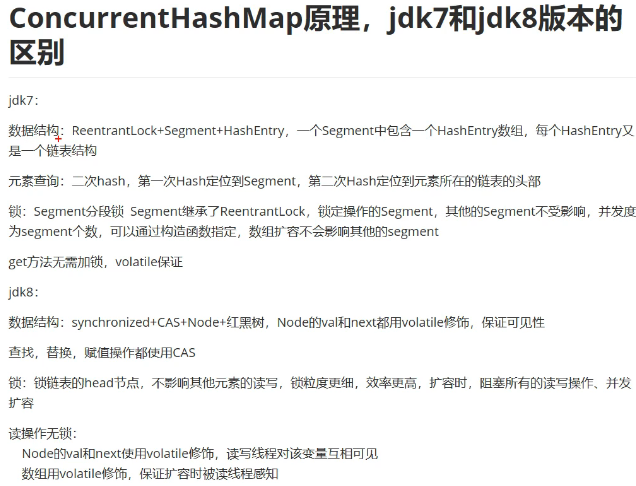 ConcurrentHashMap原理，jdk7和jdk8版本的
区别
jdk7：
数据结构：ReentrantLock+Segment+HashEntry，一个Segment中包含一个HashEntry数组，每个HashEntry又
是一个链表结构
元素查询：二次hash，第一次Hash定位到Segment，第二次Hash定位到元素所在的链表的头部
锁：Segment分段锁 Segment继承了ReentrantLock，锁定操作的Segment，其他的Segment不受影响，并发度
为segment个数，可以通过构造函数指定，数组扩容不会影响其他的segment
get方法无需加锁，volatile保证
jdk8：
数据结构：synchronized+CAS+Node+红黑树，Node的val和next都用volatile修饰，保证可见性
查找，替换，赋值操作都使用CAS
锁：锁链表的head节点，不影响其他元素的读写，锁粒度更细，效率更高，扩容时，阻塞所有的读写操作、并发
扩容
读操作无锁：
Node的val和next使用volatile修饰，读写线程对该变量互相可见
数组用volatile修饰，保证扩容时被读线程感知